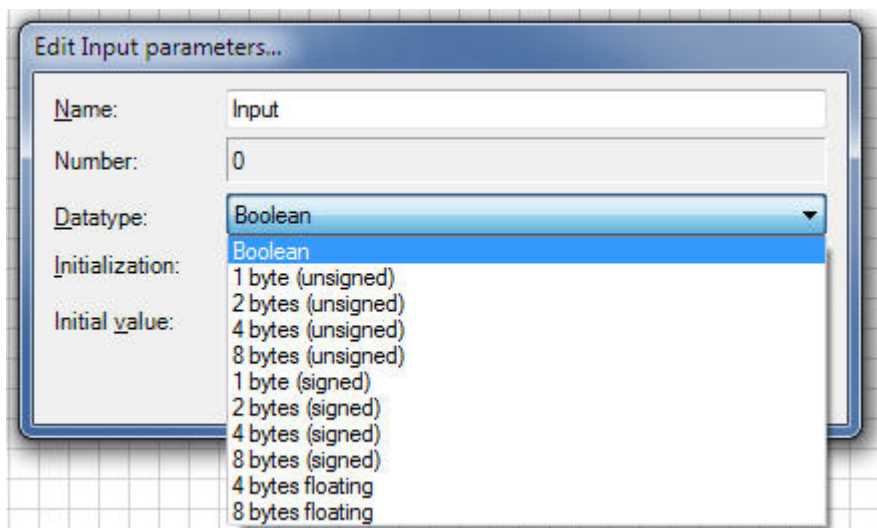 Edit Input parameters...
Name: Input
Number: 0
Datatype: Boolean
Initialization:
Initial value:
Boolean
1 byte (unsigned)
2 bytes (unsigned)
4 bytes (unsigned)
8 bytes (unsigned)
1 byte (signed)
2 bytes (signed)
4 bytes (signed)
8 bytes (signed)
4 bytes floating
8 bytes floating